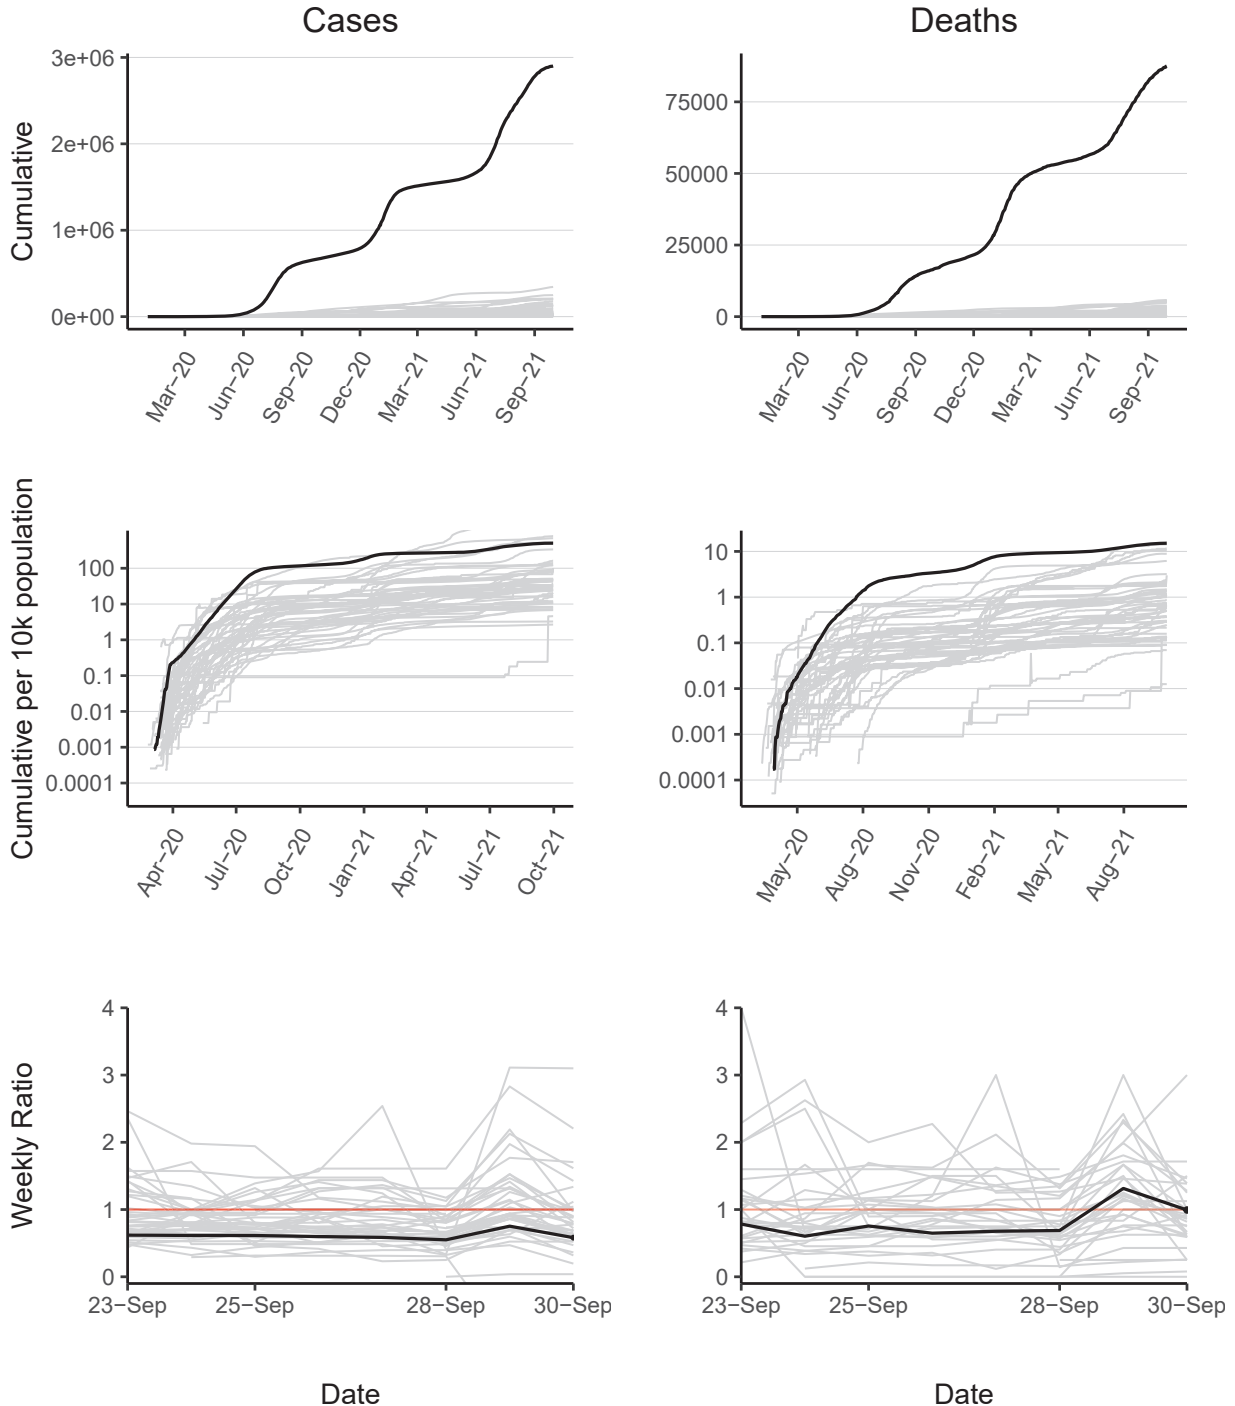 Cases
Deaths
Cumulative
3e+06
2e+06
1e+06
0e+00
Mar−20
Jun−20
Sep−20
Dec−20
Mar−21
Jun−21
Sep−21
75000
50000
25000
0
Mar−20
Jun−20
Sep−20
Dec−20
Mar−21
Jun−21
Sep−21
Cumulative per 10k population
100
10
1
0.1
0.01
0.001
0.0001
Apr−20
Jul−20
Oct−20
Jan−21
Apr−21
Jul−21
Oct−21
10
1
0.1
0.01
0.001
0.0001
May−20
Aug−20
Nov−20
Feb−21
May−21
Aug−21
Weekly Ratio
4
3
2
1
0
23−Sep
25−Sep
28−Sep
30−Sep
4
3
2
1
0
23−Sep
25−Sep
28−Sep
30−Sep
Date
Date